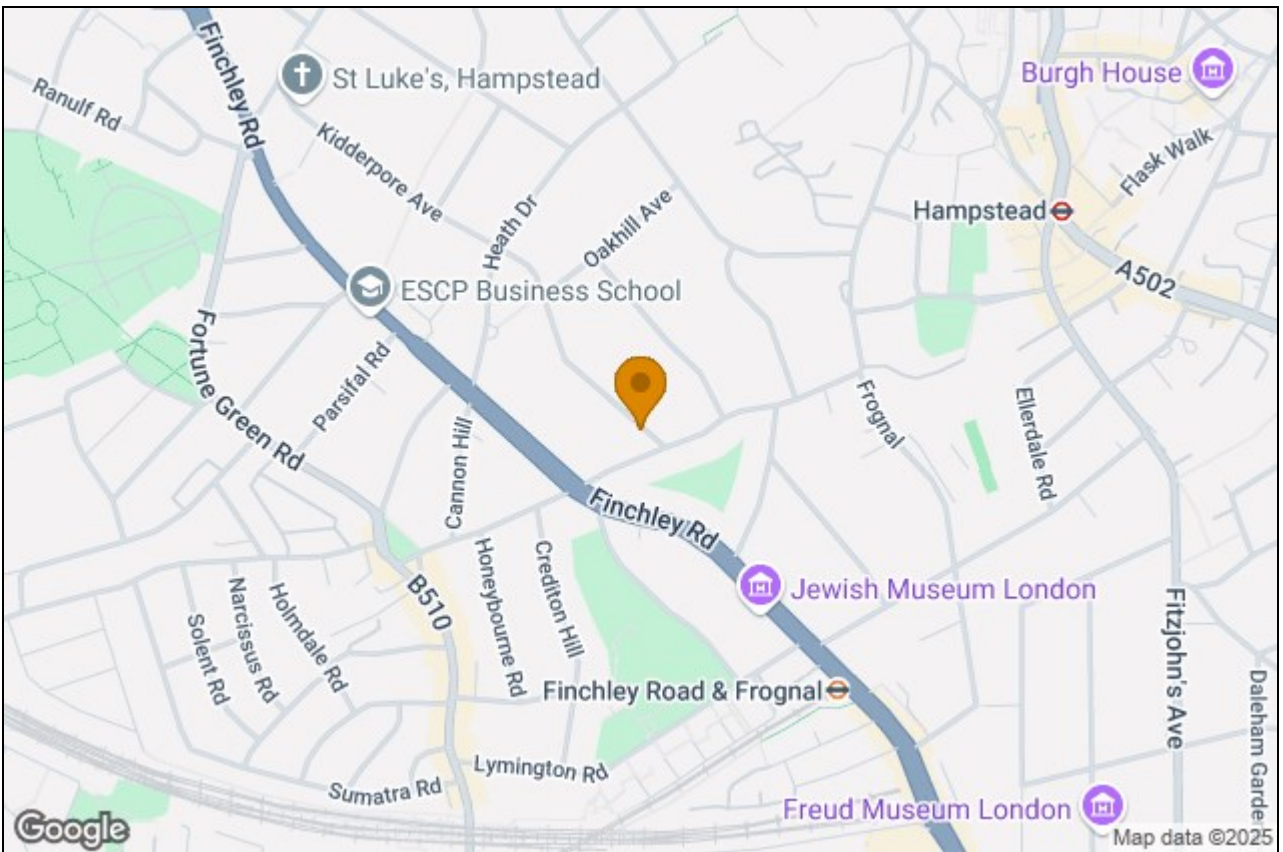 Finchley Rd
St Luke's, Hampstead
Burgh House
Ranulf Rd
Kidderpore Ave
Flask Walk
Heath Dr
Oakhill Ave
Hampstead
A502
ESCP Business School
Fortune Green Rd
Parsifal Rd
Cannon Hill
Frognal
Ellerdale Rd
Finchley Rd
Honeybourne Rd
Crediton Hill
B510
Jewish Museum London
Holmdale Rd
Narcissus Rd
Solent Rd
Fitzjohn's Ave
Finchley Road & Frognal
Daleham Garde
Lymington Rd
Sumatra Rd
Freud Museum London
Google
Map data ©2025